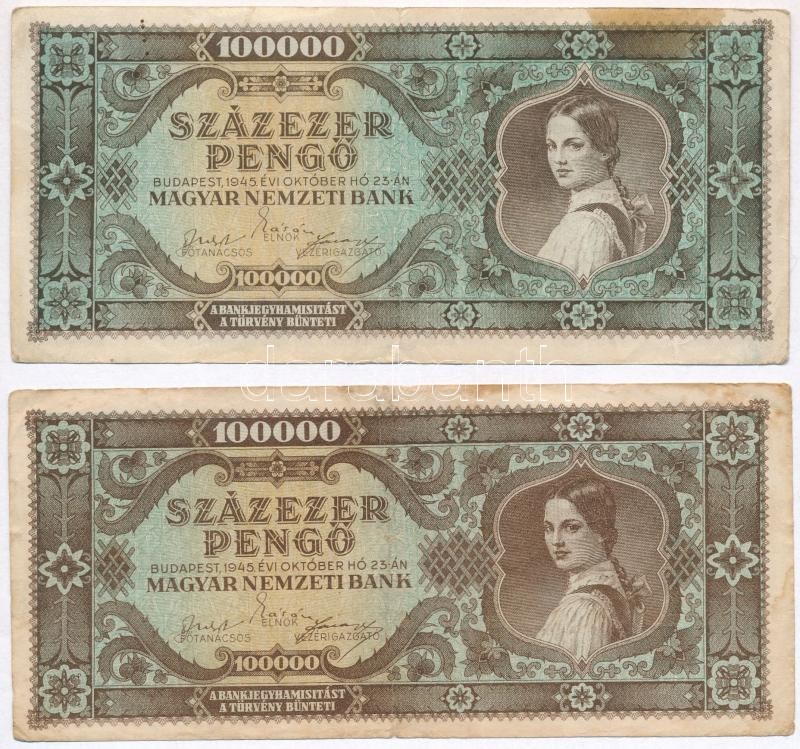 100000
SZÁZEZER
PENGŐ
BUDAPEST, 1945. ÉVI OKTÓBER HÓ 23-ÁN
MAGYAR NEMZETI BANK
ELNÖK
FŐTANÁCSOS
VEZÉRIGAZGATÓ
100000
A BANKJEGYHAMISITÁST
A TÖRVÉNY BÜNTETI
darabanth
100000
SZÁZEZER
PENGŐ
BUDAPEST, 1945. ÉVI OKTÓBER HÓ 23-ÁN
MAGYAR NEMZETI BANK
ELNÖK
FŐTANÁCSOS
VEZÉRIGAZGATÓ
100000
A BANKJEGYHAMISITÁST
A TÖRVÉNY BÜNTETI